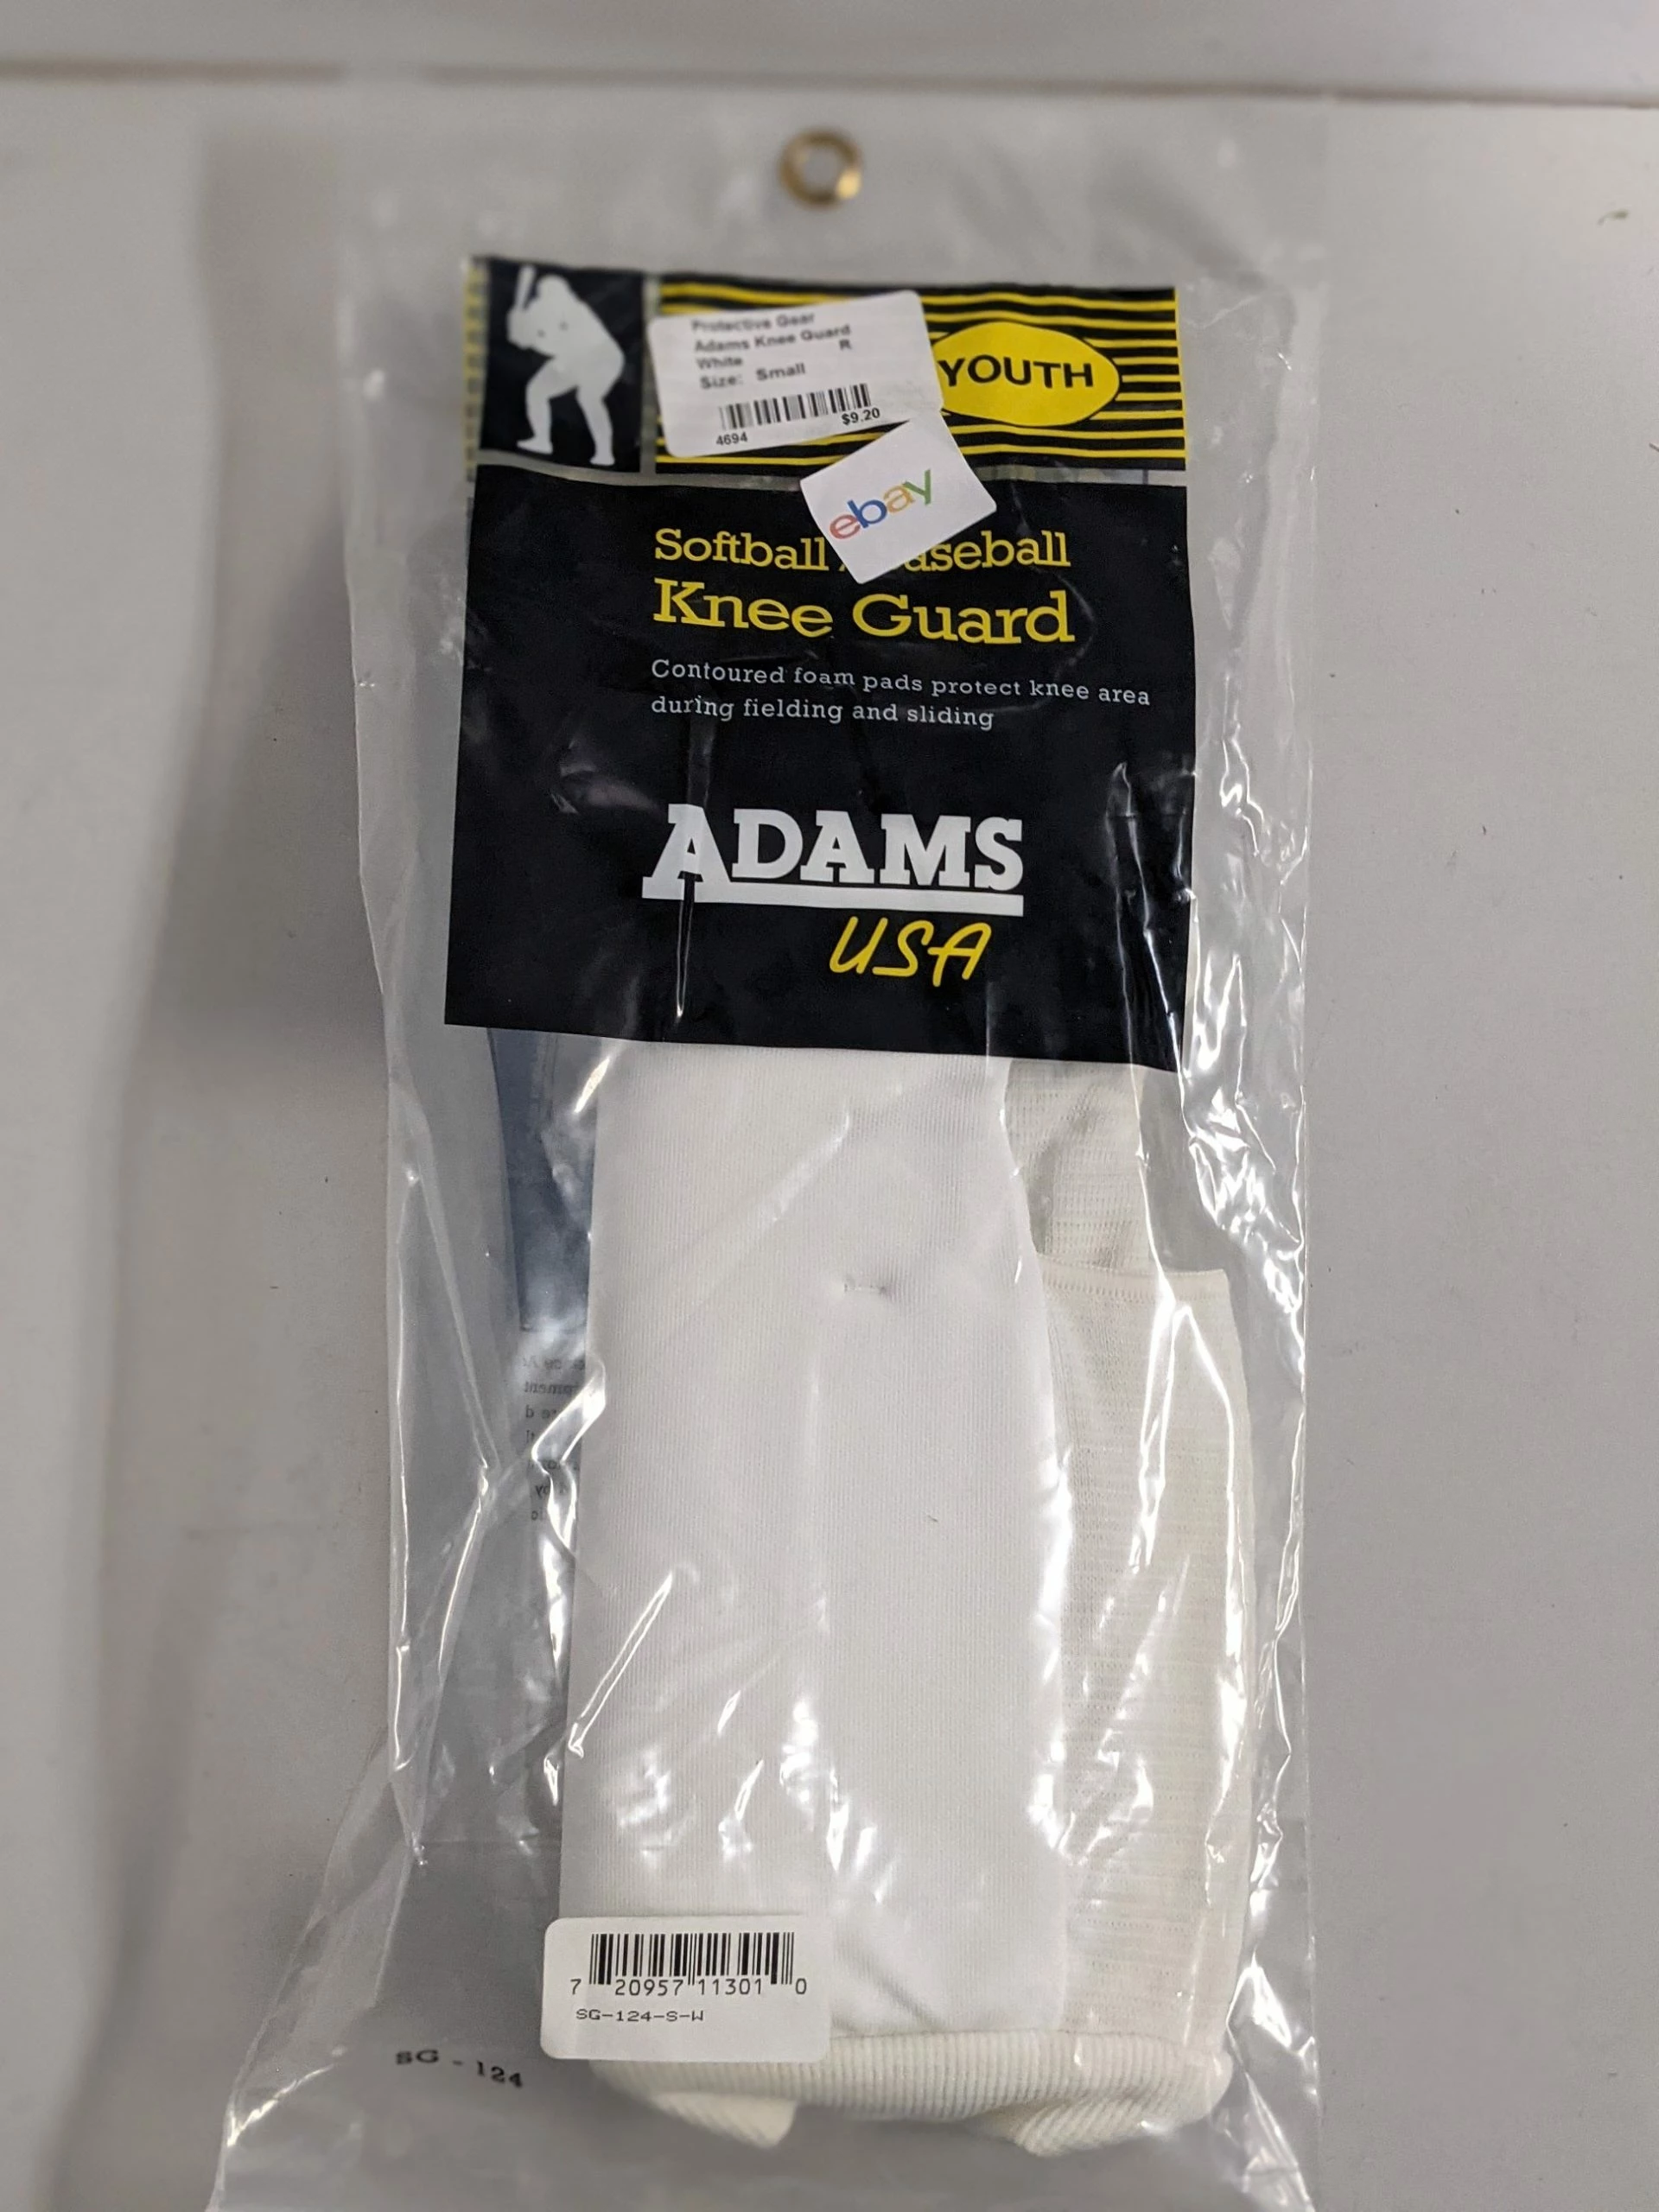 Protective Gear
Adams Knee Guard
White R
Size: Small
4694 $9.20
YOUTH
ebay
Softball
Knee Guard
Contoured foam pads protect knee area
during fielding and sliding
ADAMS
USA
7 20957 11301 0
SG-124-S-W
SG - 124